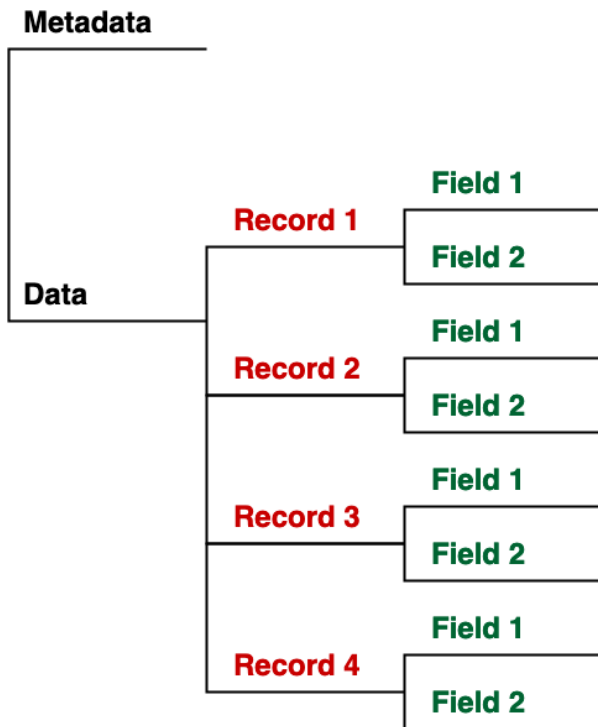 Metadata
Field 1
Record 1
Field 2
Data
Field 1
Record 2
Field 2
Field 1
Record 3
Field 2
Field 1
Record 4
Field 2